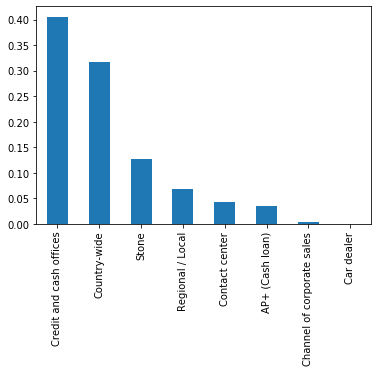 0.40
0.35
0.30
0.25
0.20
0.15
0.10
0.05
0.00
Credit and cash offices
Country-wide
Stone
Regional / Local
Contact center
AP+ (Cash loan)
Channel of corporate sales
Car dealer